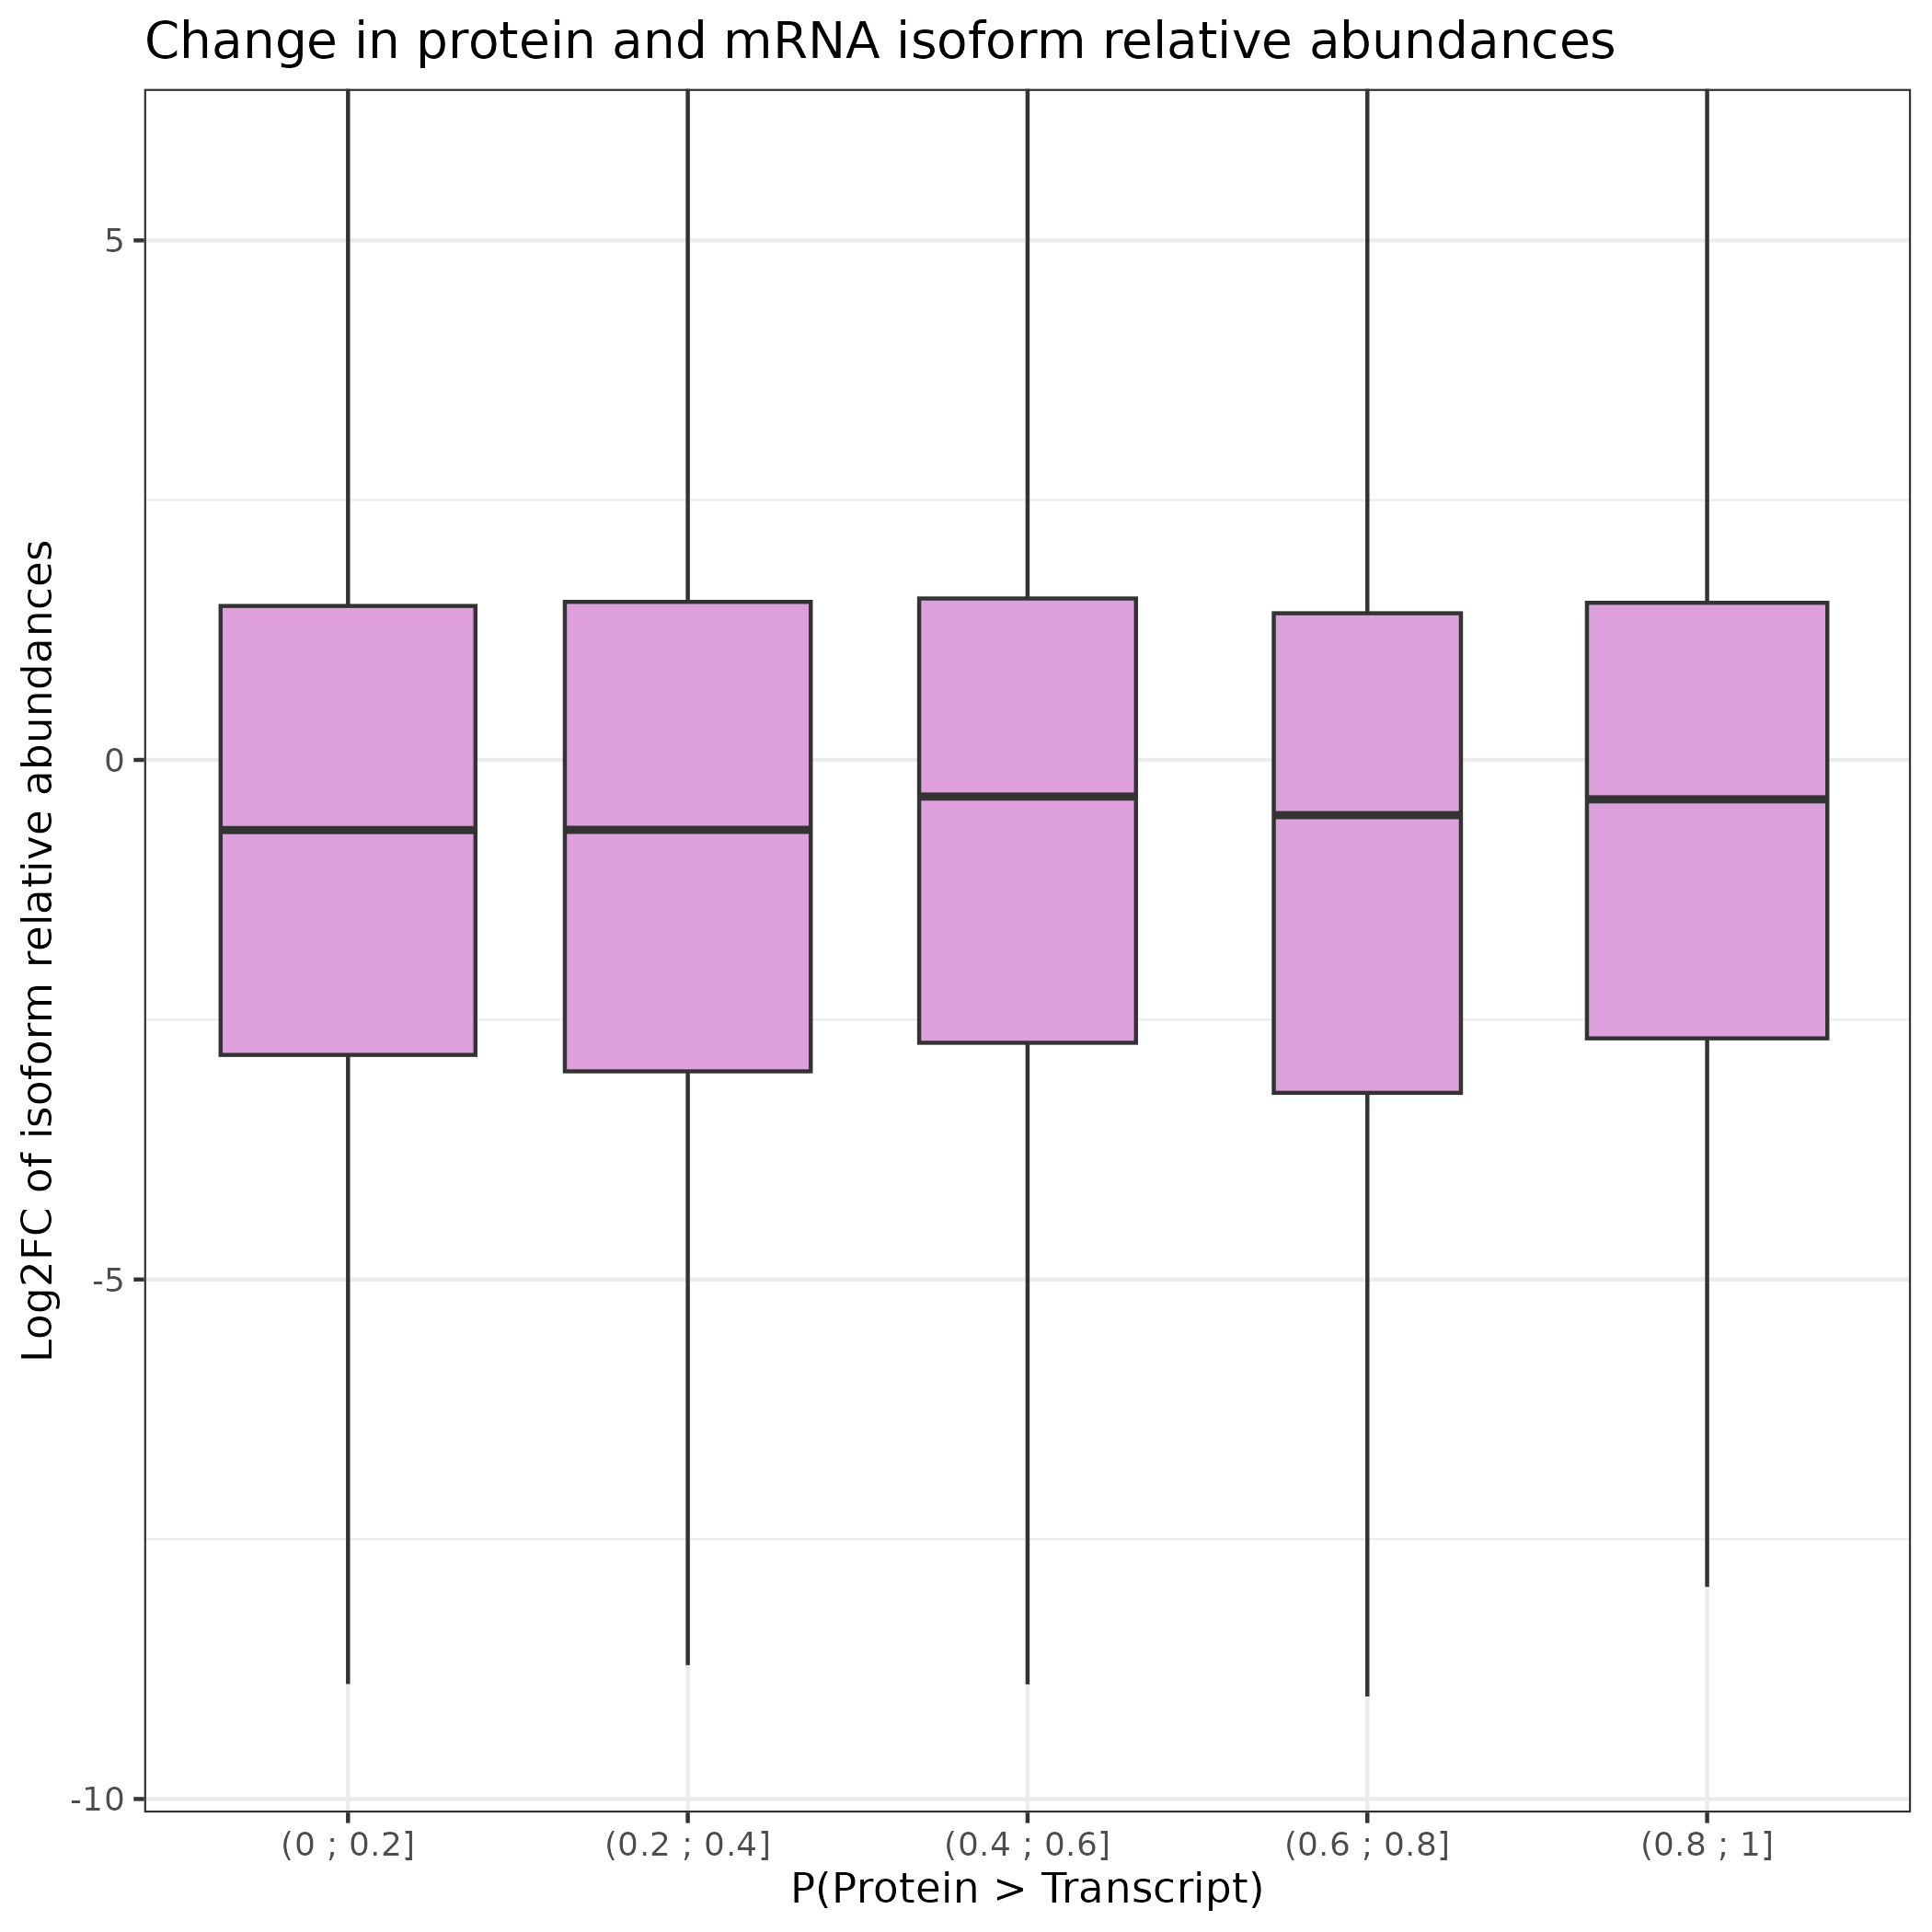 Change in protein and mRNA isoform relative abundances
Log2FC of isoform relative abundances
5
0
-5
-10
(0 ; 0.2]
(0.2 ; 0.4]
(0.4 ; 0.6]
(0.6 ; 0.8]
(0.8 ; 1]
P(Protein > Transcript)